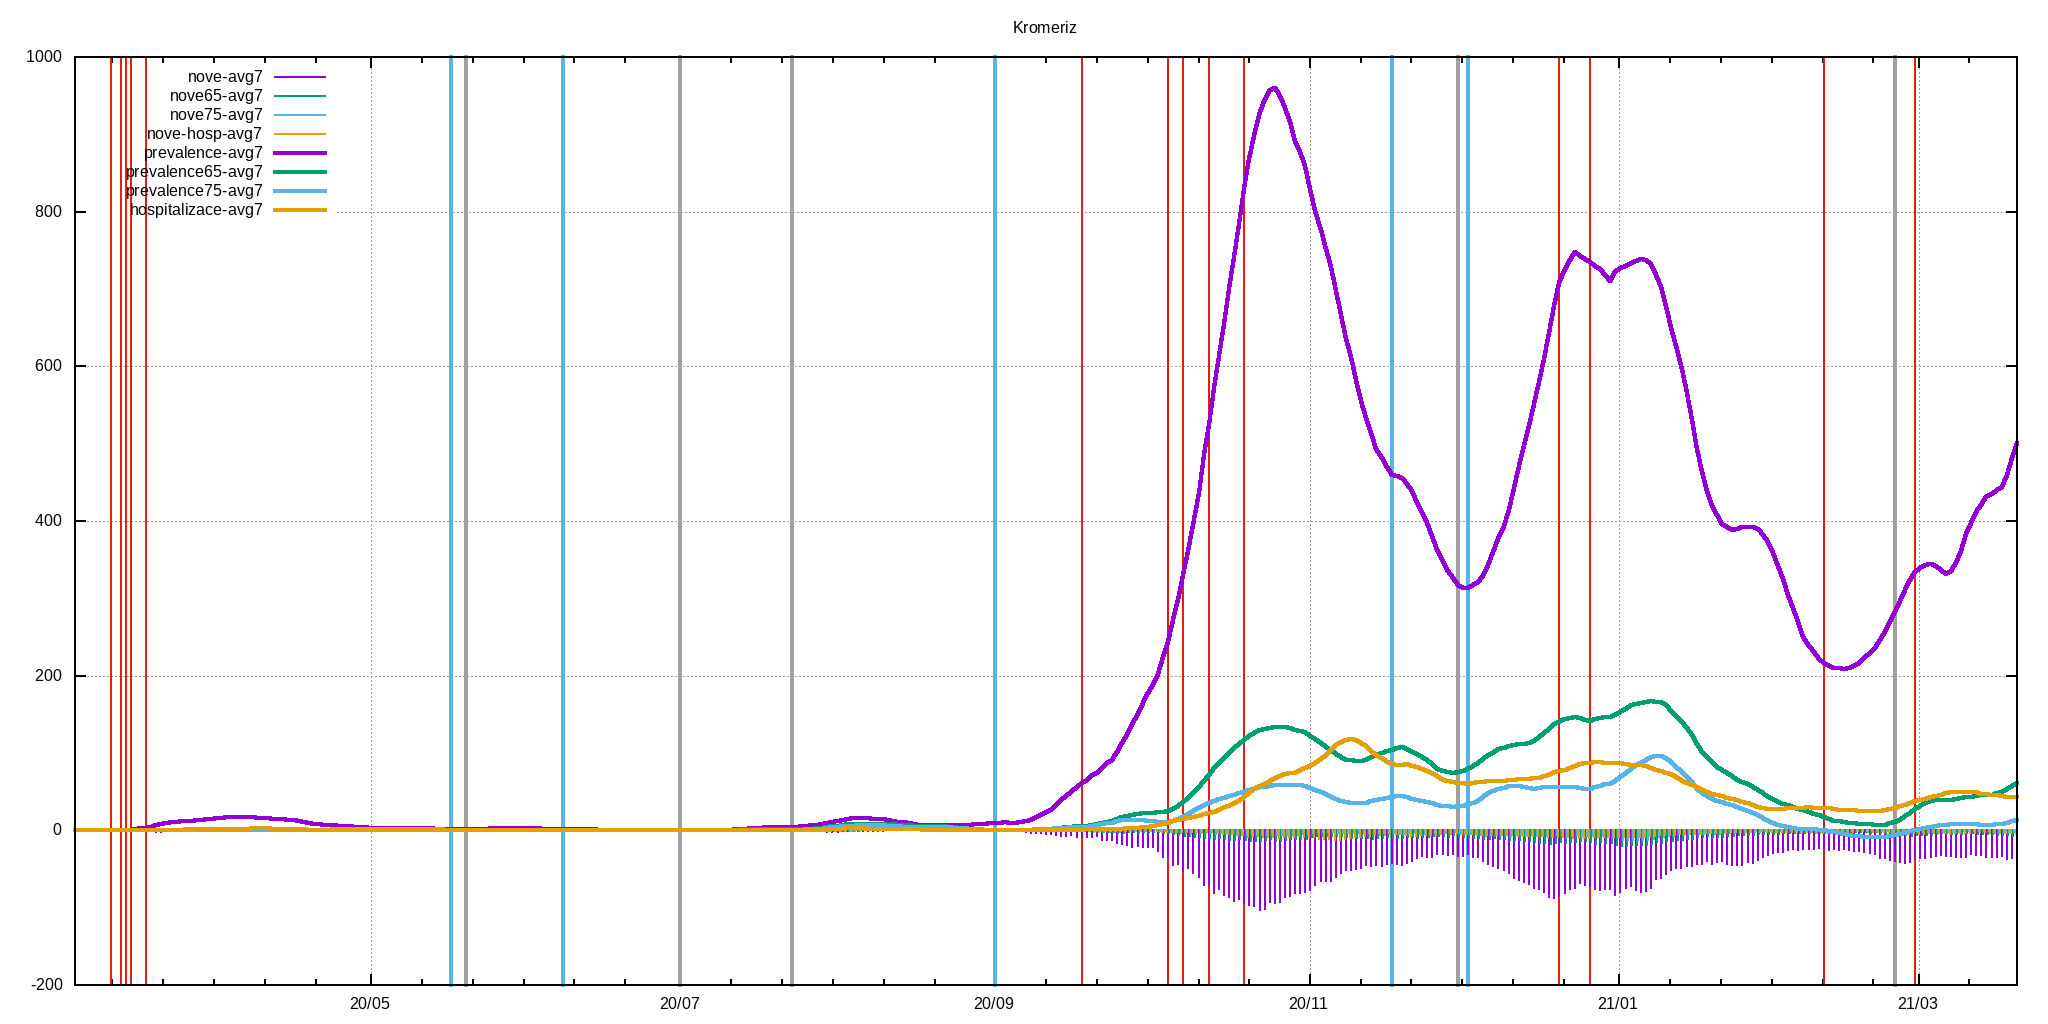 Kromeriz
1000
nove-avg7
nove65-avg7
nove75-avg7
nove-hosp-avg7
prevalence-avg7
prevalence65-avg7
prevalence75-avg7
hospitalizace-avg7
800
600
400
200
0
-200
20/05 20/07 20/09 20/11 21/01 21/03